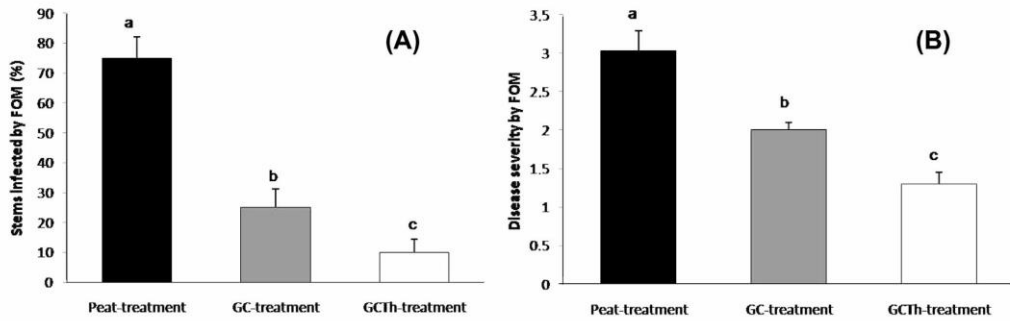 Stems infected by FOM (%)
90
80
70
60
50
40
30
20
10
0
a
b
c
(A)
Peat-treatment GC-treatment GCTh-treatment
Disease severity by FOM
3.5
3
2.5
2
1.5
1
0.5
0
a
b
c
(B)
Peat-treatment GC-treatment GCTh-treatment